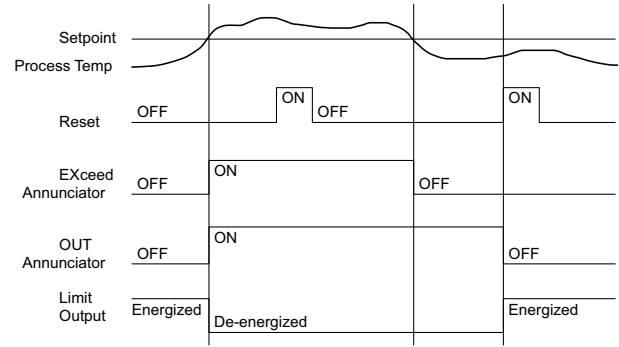 Setpoint
Process Temp
Reset
OFF
ON
OFF
ON
EXceed
Annunciator
OFF
ON
OFF
OUT
Annunciator
OFF
ON
OFF
Limit
Output
Energized
De-energized
Energized